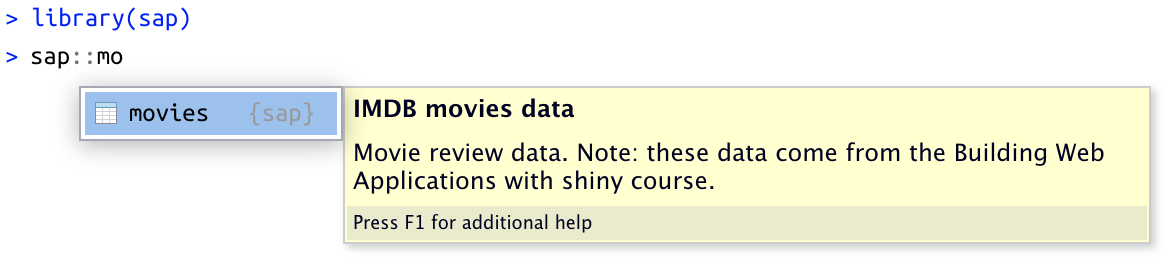 > library(sap)
> sap::mo
movies {sap}
IMDB movies data
Movie review data. Note: these data come from the Building Web
Applications with shiny course.
Press F1 for additional help